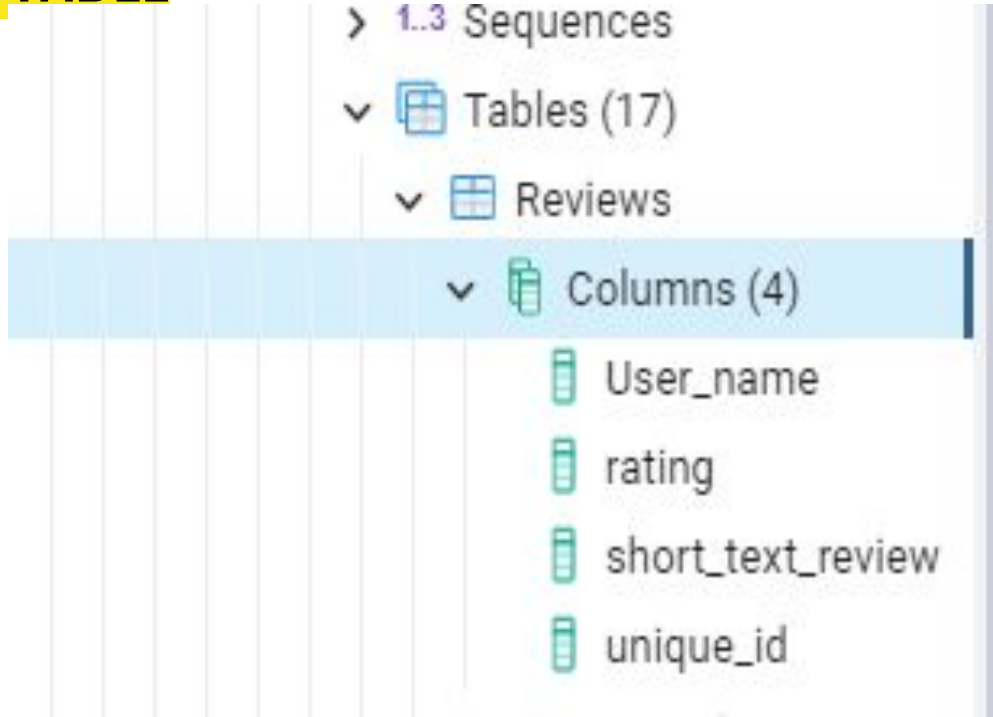 1..3 Sequences
Tables (17)
Reviews
Columns (4)
User_name
rating
short_text_review
unique_id